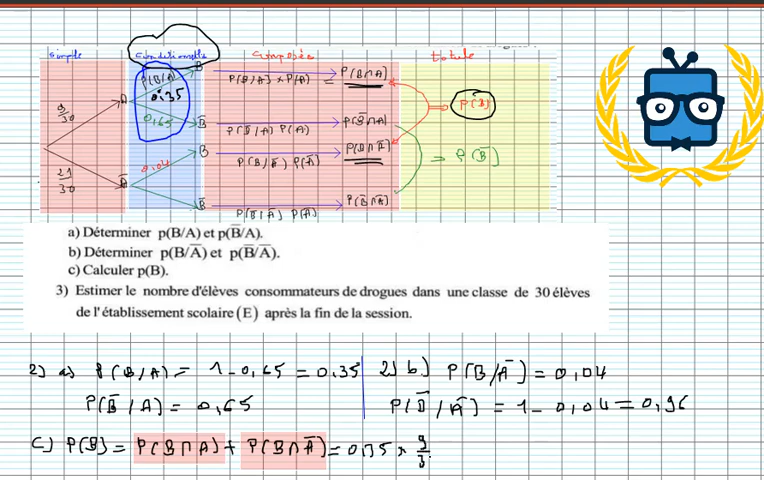 simple conditionnelle composée totale
P(B/A) B P(B/A) × P(A) = P(B∩A)
9/30 A 0.35 P(B)
0,65 B̄ P(B̄/A) P(A) P(B̄∩A)
0,04 B P(B/Ā) P(Ā) P(B∩Ā) = P(B̄)
21/30 Ā
B̄ P(B̄/Ā) P(Ā) P(B̄∩Ā)
a) Déterminer p(B/A) et p(B̄/A).
b) Déterminer p(B/Ā) et p(B̄/Ā).
c) Calculer p(B).
3) Estimer le nombre d'élèves consommateurs de drogues dans une classe de 30 élèves
de l'établissement scolaire (E) après la fin de la session.
2) a) P(B/A) = 1-0,65 = 0.35
P(B̄/A) = 0,65
2) b) P(B/Ā) = 0,04
P(B̄/Ā) = 1-0,04 = 0,96
c) P(B) = P(B∩A) + P(B∩Ā) = 0,35 × 9/3